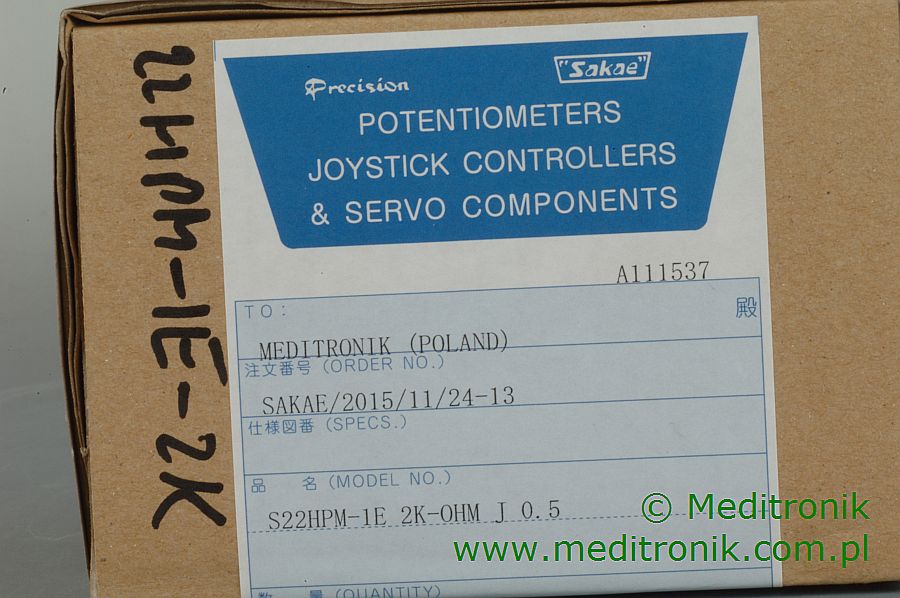 22HPM-1E-2K
Precision "Sakae"
POTENTIOMETERS
JOYSTICK CONTROLLERS
& SERVO COMPONENTS
A111537
TO: 殿
MEDITRONIK (POLAND)
注文番号 (ORDER NO.)
SAKAE/2015/11/24-13
仕様図番 (SPECS.)
品 名 (MODEL NO.)
S22HPM-1E 2K-OHM J 0.5
© Meditronik
www.meditronik.com.pl
数 量 (QUANTITY)